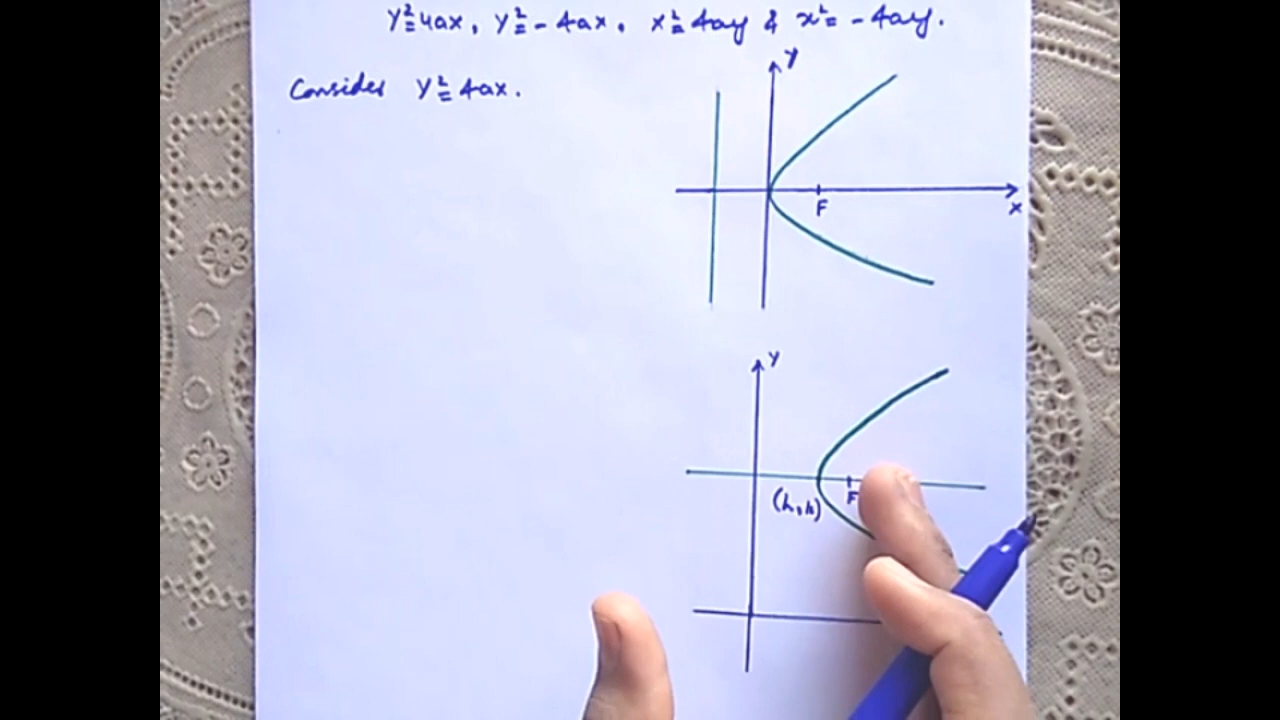 y²=4ax, y²=-4ax, x²=4ay & x²=-4ay.
Consider y²=4ax.
y
F
x
y
(h,k)
F